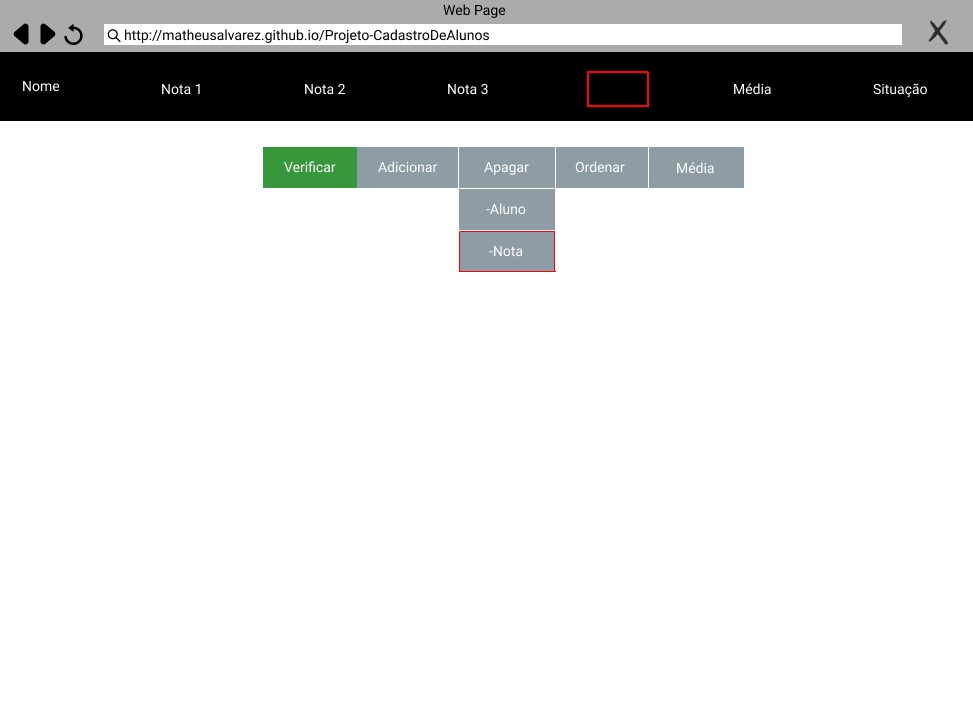 Web Page
http://matheusalvarez.github.io/Projeto-CadastroDeAlunos
Nome Nota 1 Nota 2 Nota 3 Média Situação
Verificar Adicionar Apagar Ordenar Média
-Aluno
-Nota